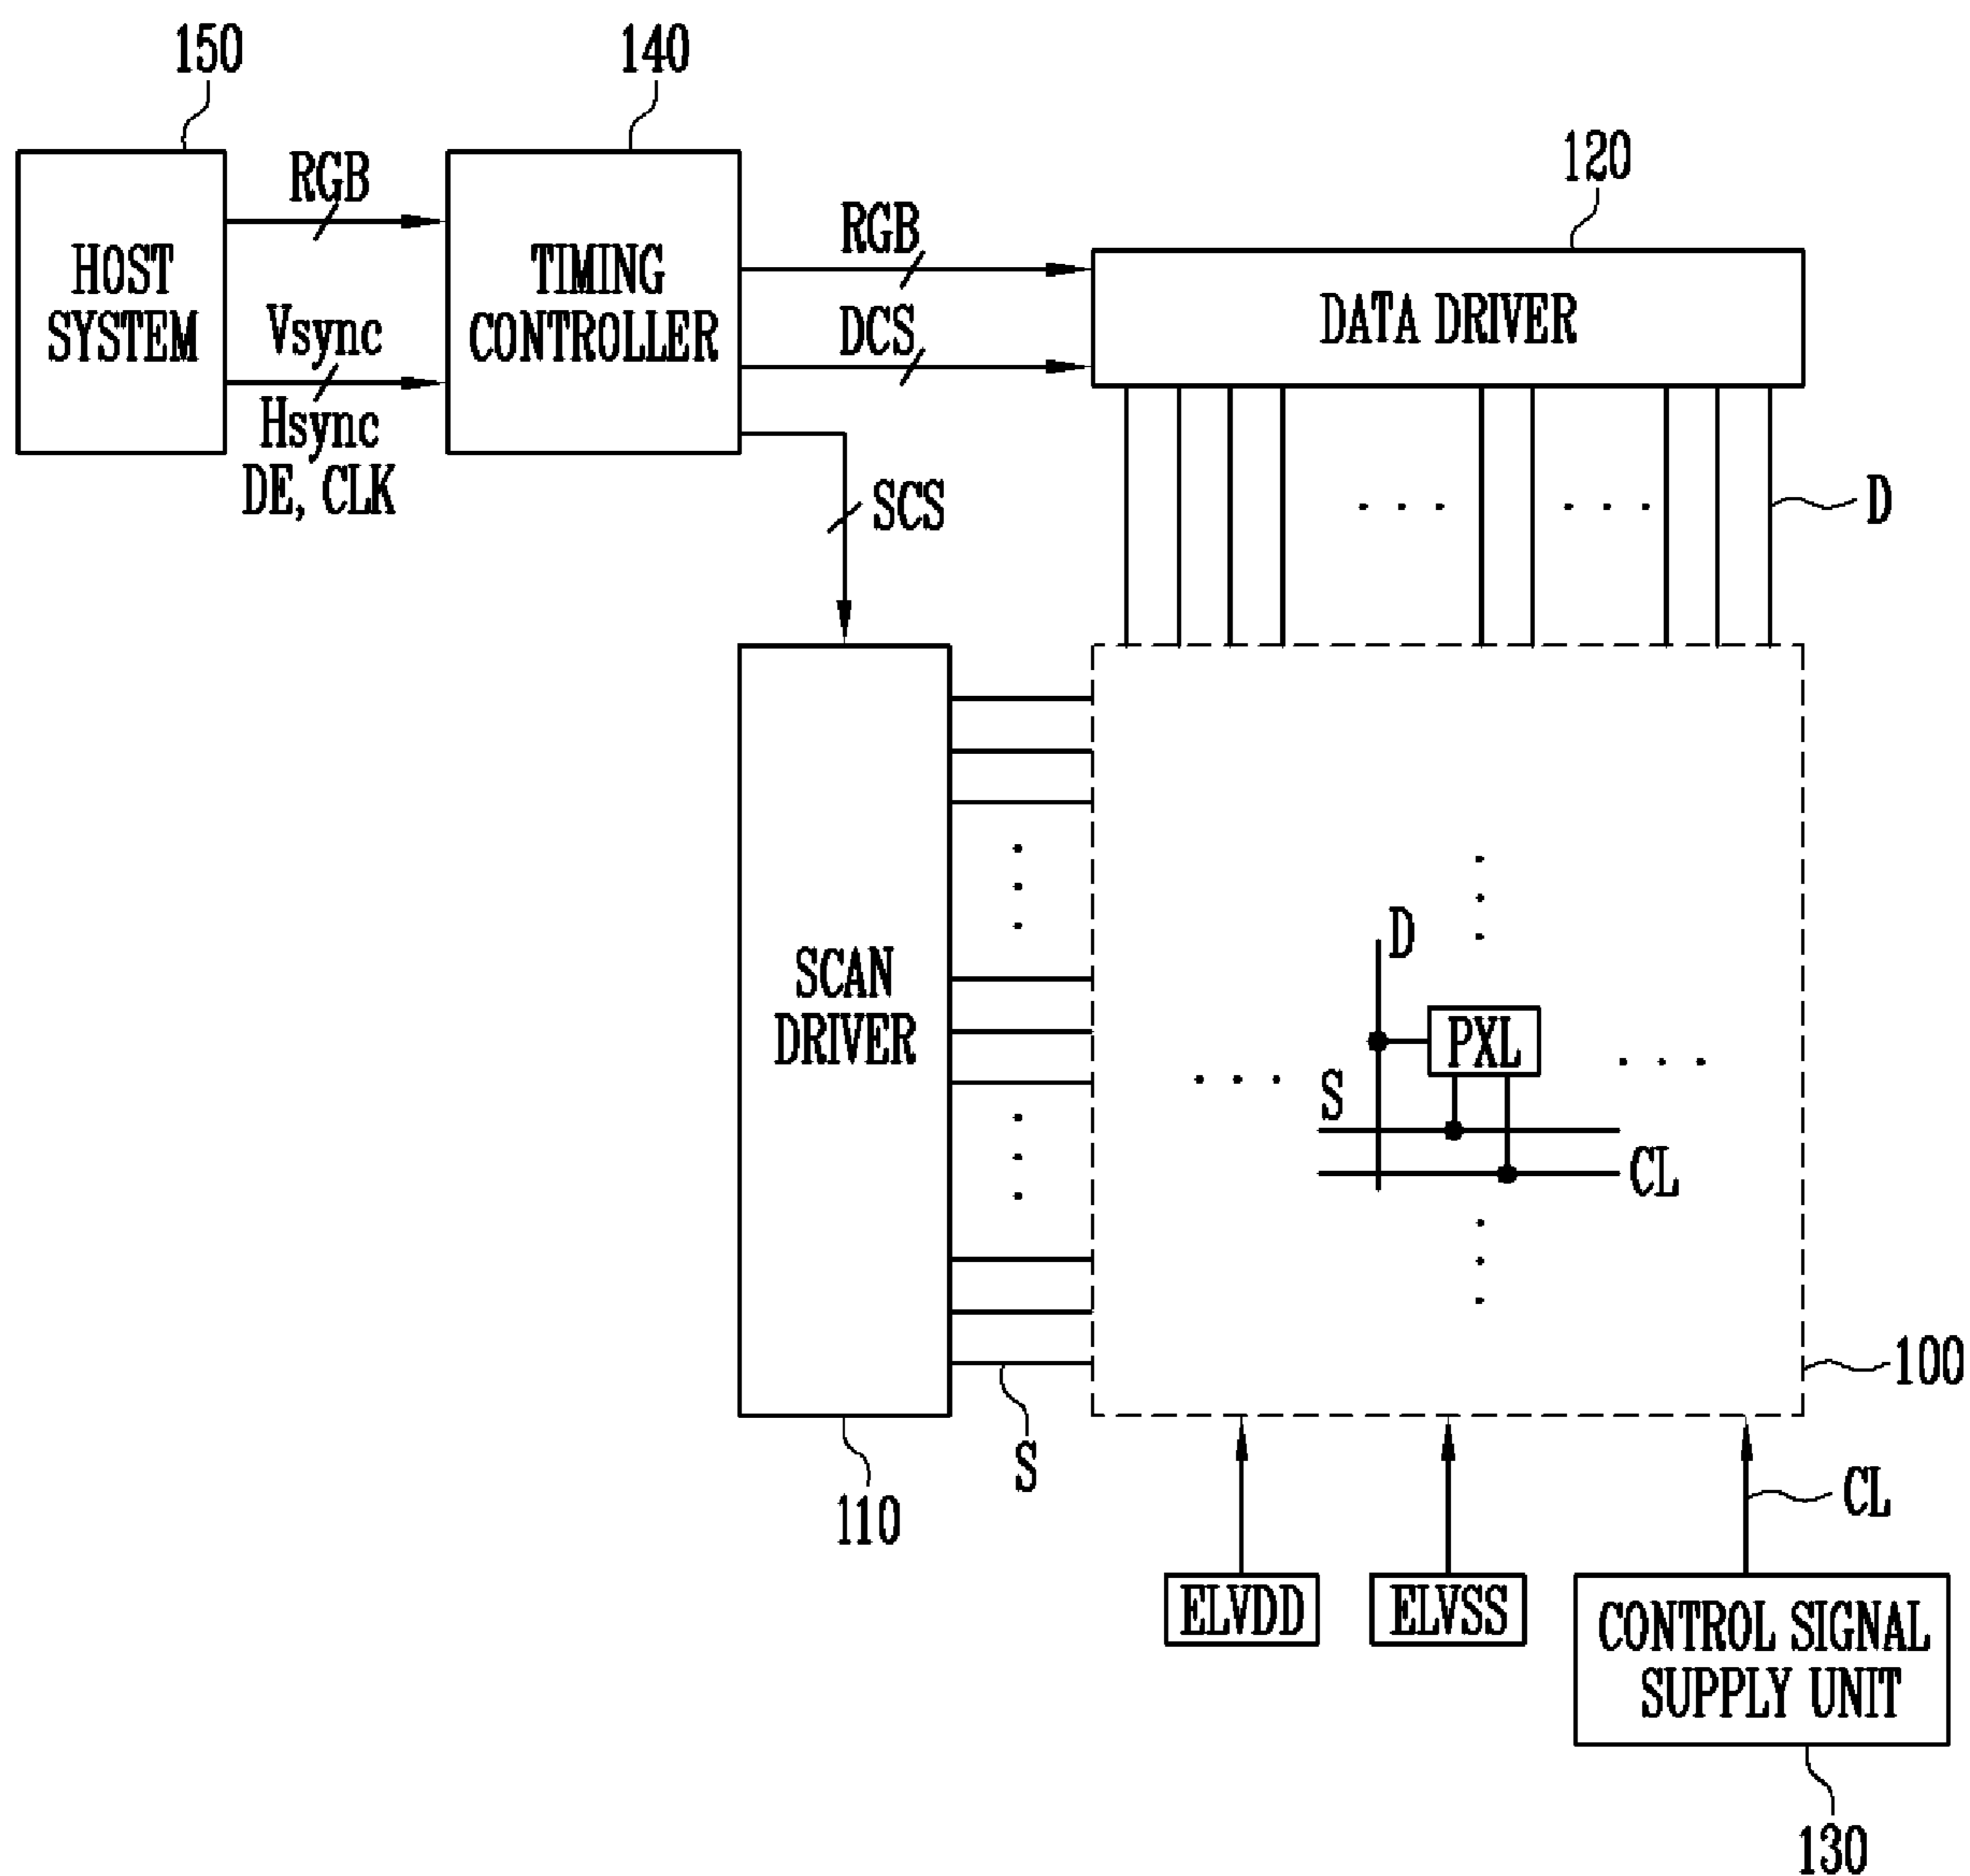 150
140
120
HOST
SYSTEM
RGB
Vsync
Hsync
DE, CLK
TIMING
CONTROLLER
RGB
DCS
SCS
DATA DRIVER
. . .
. . .
D
SCAN
DRIVER
D
PXL
S
CL
. . .
. . .
100
S
110
CL
ELVDD
ELVSS
CONTROL SIGNAL
SUPPLY UNIT
130